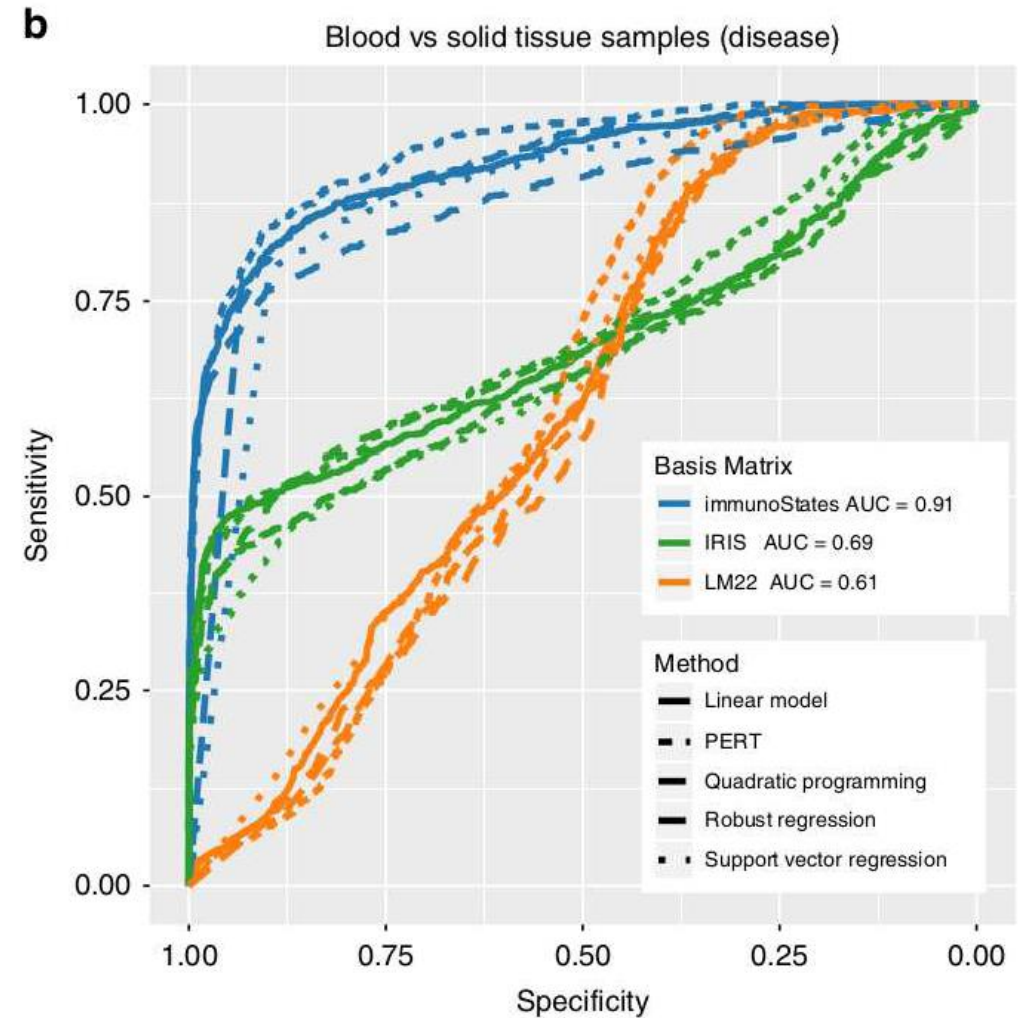 b
Blood vs solid tissue samples (disease)
1.00
0.75
0.50
0.25
0.00
Sensitivity
Basis Matrix
immunoStates AUC = 0.91
IRIS AUC = 0.69
LM22 AUC = 0.61
Method
Linear model
PERT
Quadratic programming
Robust regression
Support vector regression
1.00 0.75 0.50 0.25 0.00
Specificity